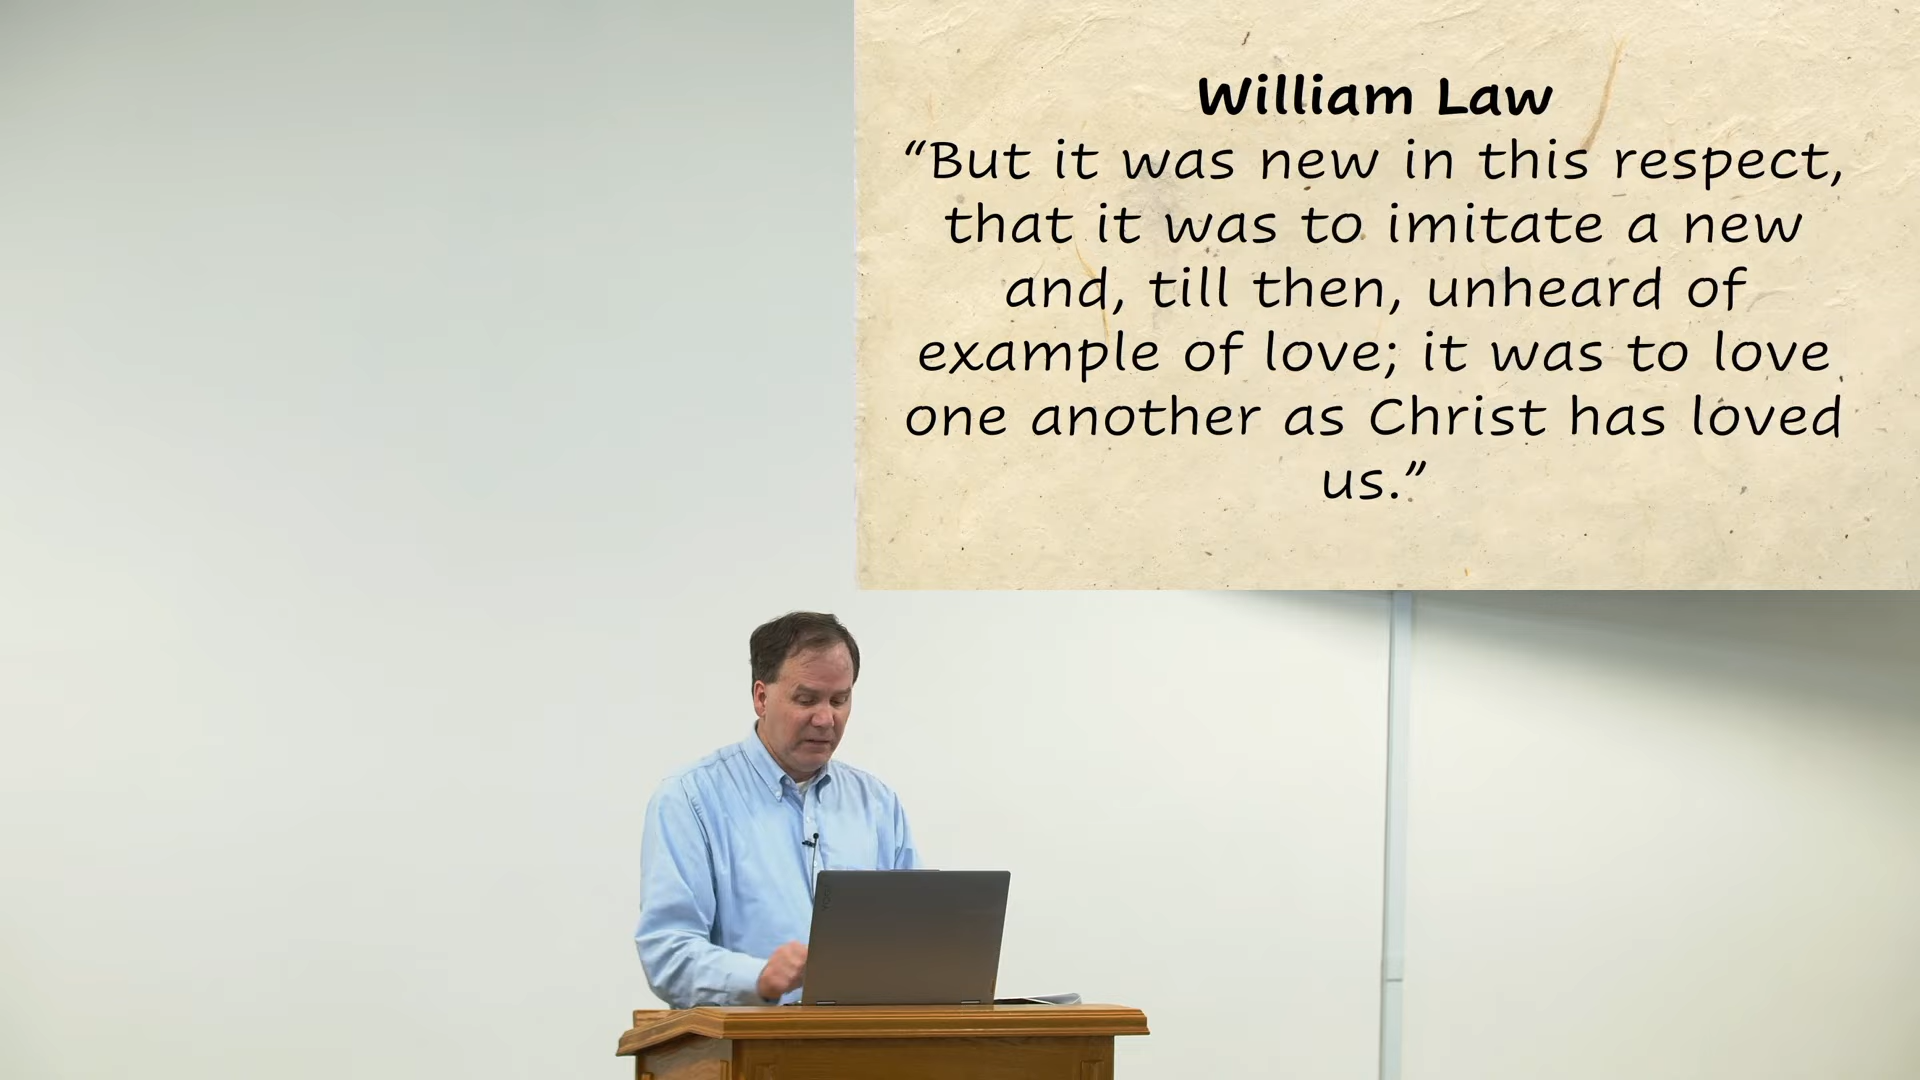 William Law
“But it was new in this respect,
that it was to imitate a new
and, till then, unheard of
example of love; it was to love
one another as Christ has loved
us.”